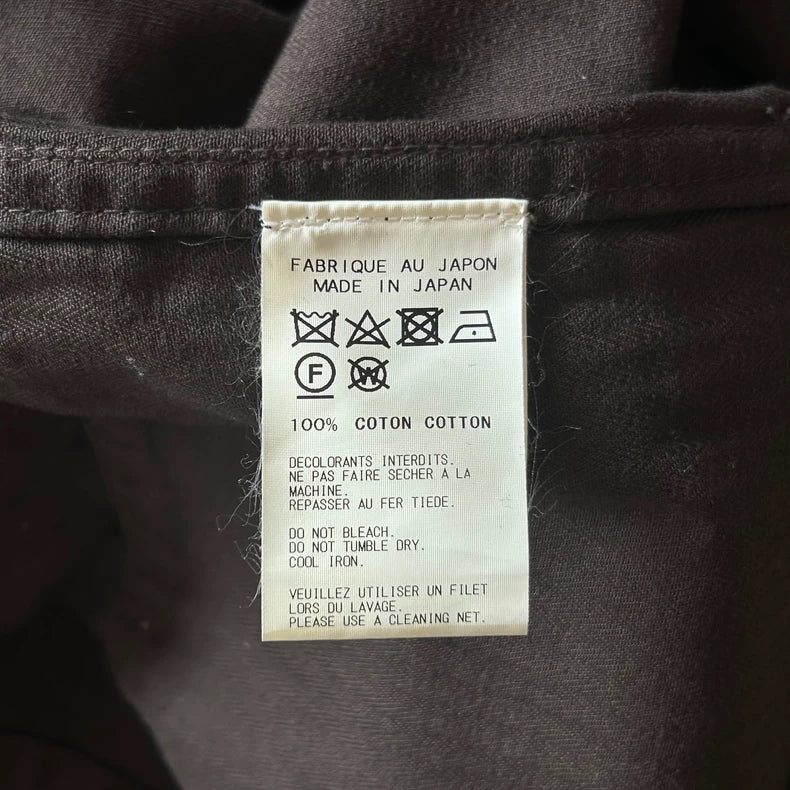 FABRIQUE AU JAPON
MADE IN JAPAN
F
W
100% COTON COTTON
DECOLORANTS INTERDITS.
NE PAS FAIRE SECHER A LA
MACHINE.
REPASSER AU FER TIEDE.
DO NOT BLEACH.
DO NOT TUMBLE DRY.
COOL IRON.
VEUILLEZ UTILISER UN FILET
LORS DU LAVAGE.
PLEASE USE A CLEANING NET.